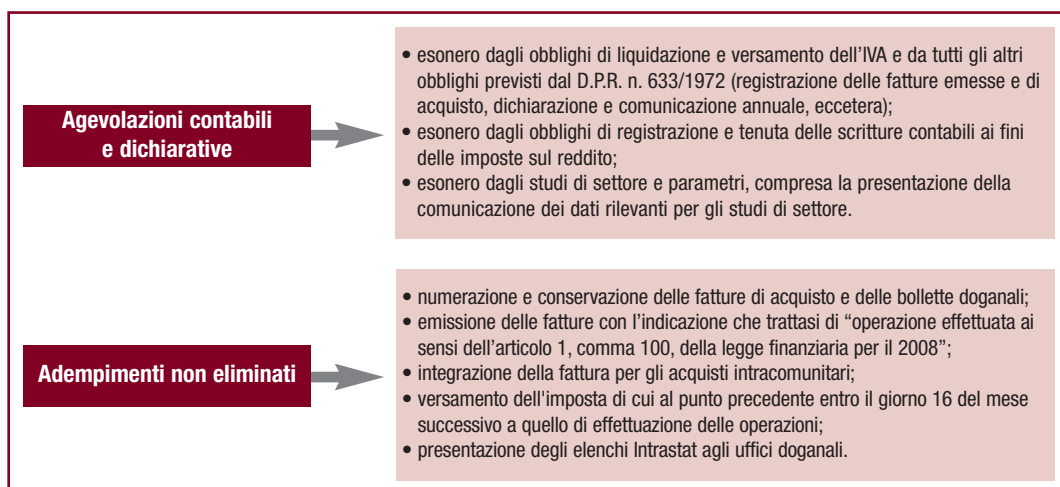 Agevolazioni contabili
e dichiarative
• esonero dagli obblighi di liquidazione e versamento dell'IVA e da tutti gli altri
obblighi previsti dal D.P.R. n. 633/1972 (registrazione delle fatture emesse e di
acquisto, dichiarazione e comunicazione annuale, eccetera);
• esonero dagli obblighi di registrazione e tenuta delle scritture contabili ai fini
delle imposte sul reddito;
• esonero dagli studi di settore e parametri, compresa la presentazione della
comunicazione dei dati rilevanti per gli studi di settore.
Adempimenti non eliminati
• numerazione e conservazione delle fatture di acquisto e delle bollette doganali;
• emissione delle fatture con l'indicazione che trattasi di “operazione effettuata ai
sensi dell'articolo 1, comma 100, della legge finanziaria per il 2008”;
• integrazione della fattura per gli acquisti intracomunitari;
• versamento dell'imposta di cui al punto precedente entro il giorno 16 del mese
successivo a quello di effettuazione delle operazioni;
• presentazione degli elenchi Intrastat agli uffici doganali.